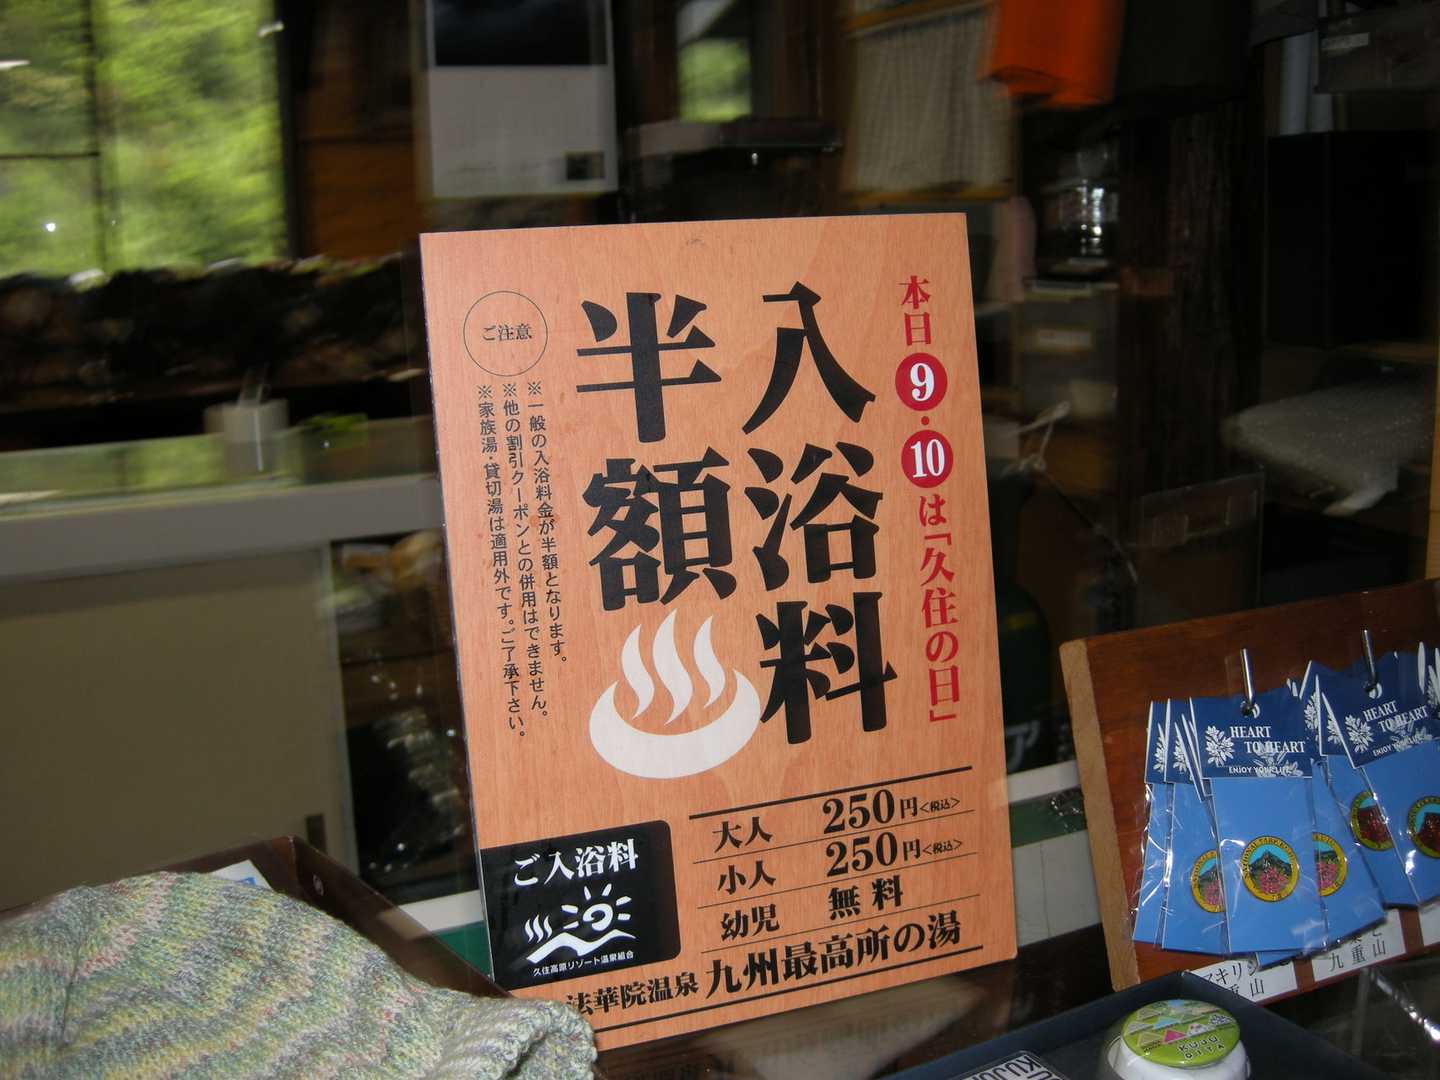 本日9・10は「久住の日」
入浴料
半額
ご注意
※一般の入浴料金が半額となります。
※他の割引クーポンとの併用はできません。
※家族湯・貸切湯は適用外です。ご了承下さい。
大人 250円<税込>
小人 250円<税込>
幼児 無料
ご入浴料
久住高原リゾート温泉組合
法華院温泉 九州最高所の湯
HEART
TO HEART
ENJOY YOUR LIFE
HEART
TO HEART
ENJOY YOUR LIFE
九重山
KUJU